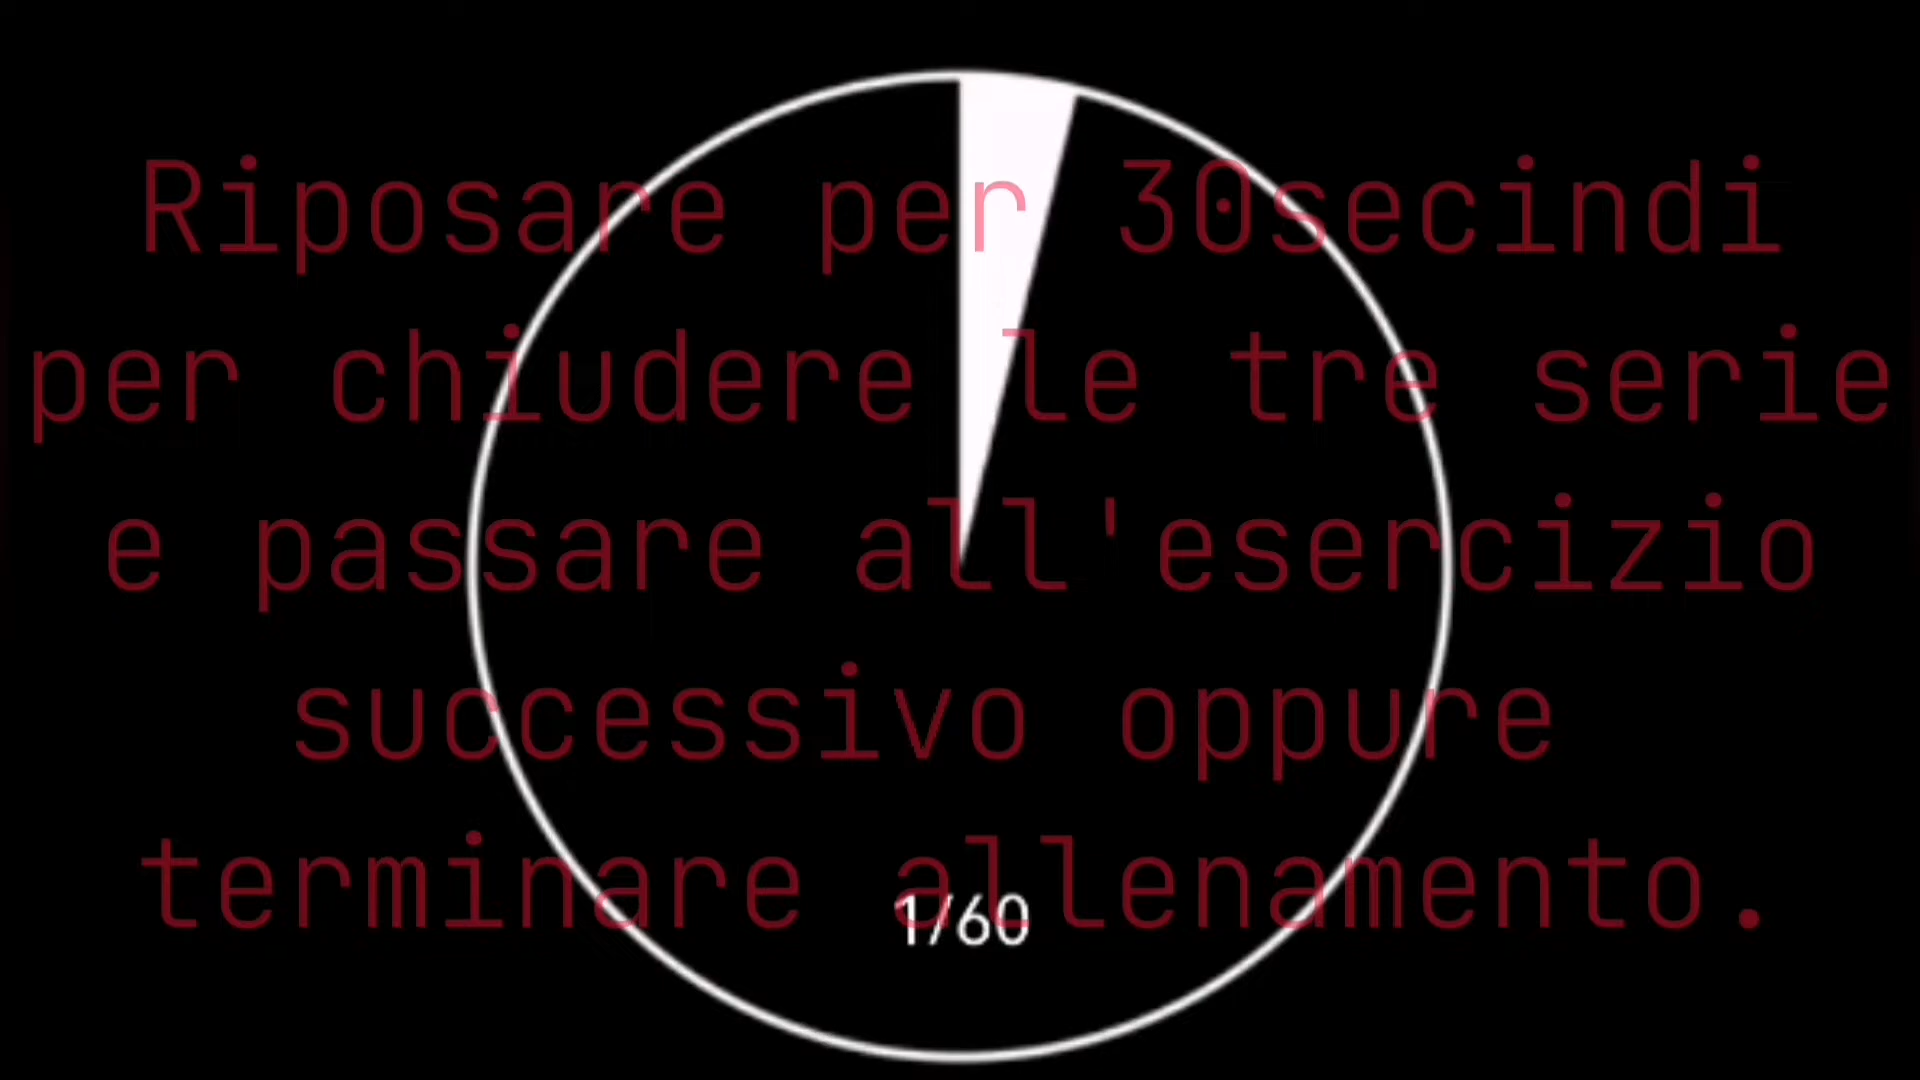 Riposare per 30secindi
per chiudere le tre serie
e passare all'esercizio
successivo oppure
terminare allenamento.
1/60